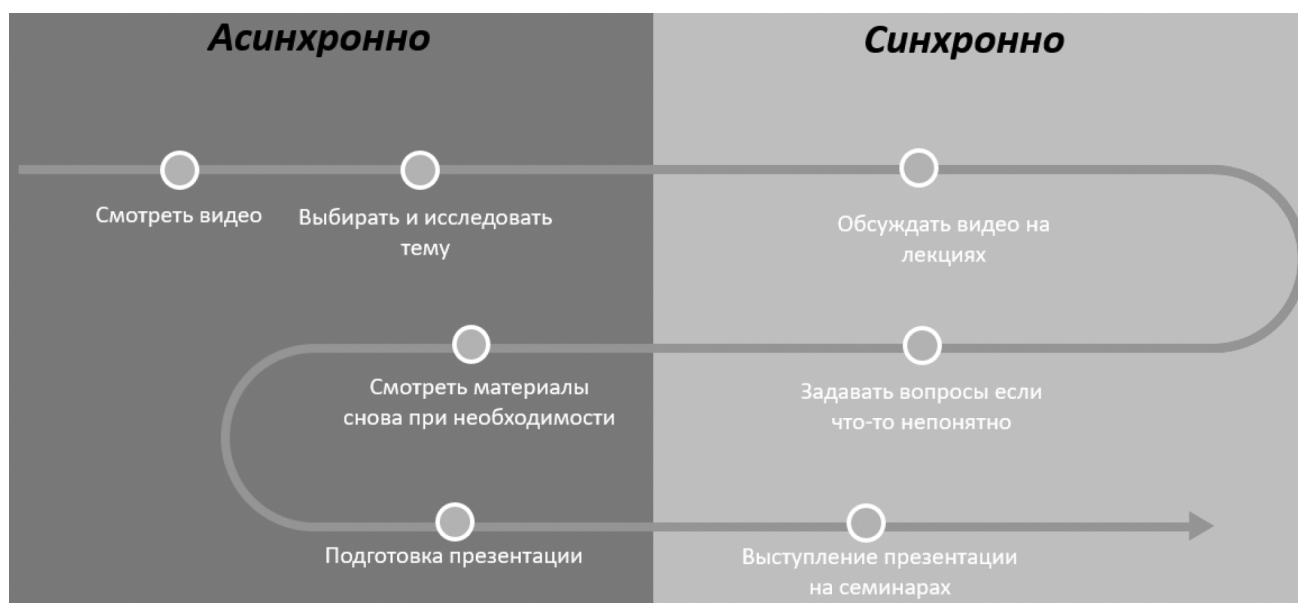 Асинхронно
Синхронно
Смотреть видео
Выбирать и исследовать
тему
Обсуждать видео на
лекциях
Задавать вопросы если
что-то непонятно
Смотреть материалы
снова при необходимости
Подготовка презентации
Выступление презентации
на семинарах